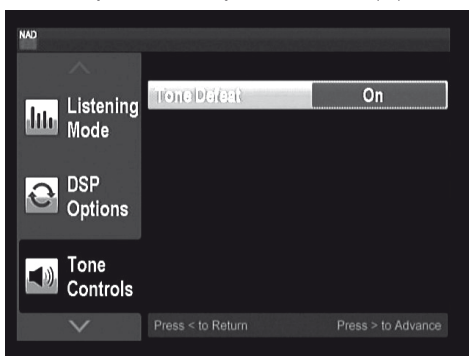 NAD
Listening
Mode
Tone Defeat
On
DSP
Options
Tone
Controls
Press < to Return
Press > to Advance